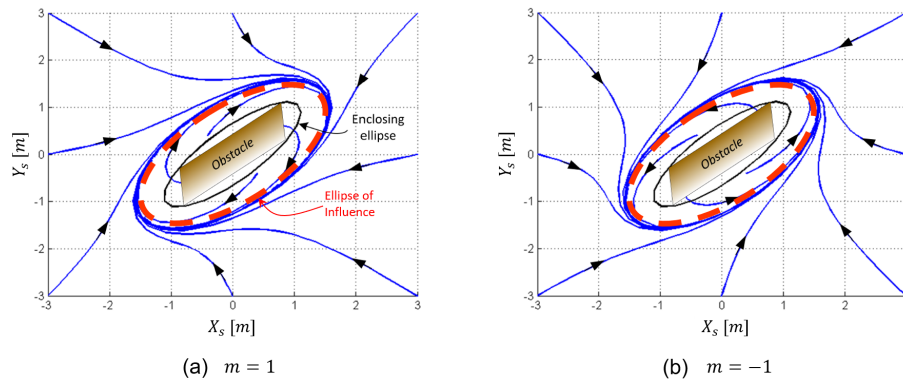 3
2
1
0
-1
-2
-3
-3
-2
-1
0
1
2
3
Y_s [m]
X_s [m]
Obstacle
Enclosing
ellipse
Ellipse of
Influence
(a) m = 1
3
2
1
0
-1
-2
-3
-3
-2
-1
0
1
2
3
Y_s [m]
X_s [m]
Obstacle
(b) m = −1